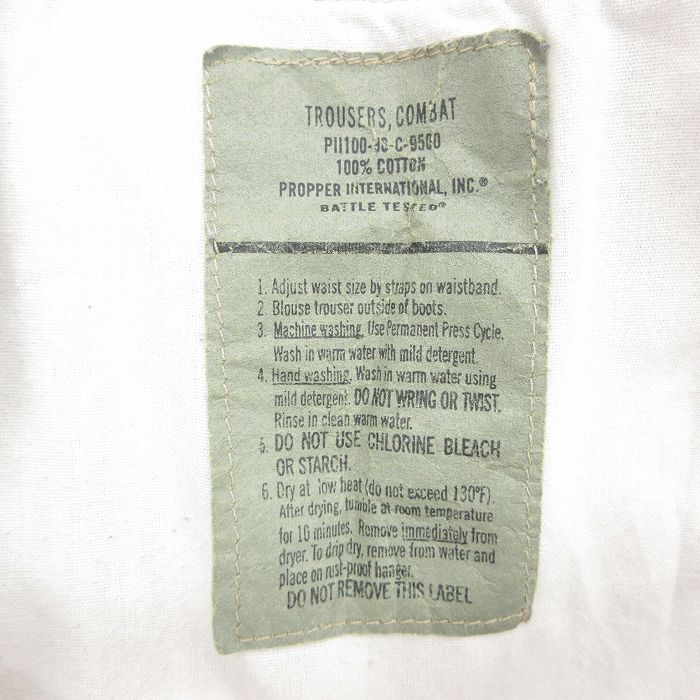 TROUSERS, COMBAT
100% COTTON
PROPPER INTERNATIONAL, INC.®
BATTLE TESTED®
1. Adjust waist size by straps on waistband.
2. Blouse trouser outside of boots.
3. Machine washing, Use Permanent Press Cycle.
Wash in warm water with mild detergent.
4. Hand washing, Wash in warm water using
mild detergent. DO NOT WRING OR TWIST.
Rinse in clean warm water.
5. DO NOT USE CHLORINE BLEACH
OR STARCH.
6. Dry at low heat (do not exceed 130°F).
After drying, tumble at room temperature
for 10 minutes. Remove immediately from
dryer. To drip dry, remove from water and
place on rust-proof hanger.
DO NOT REMOVE THIS LABEL